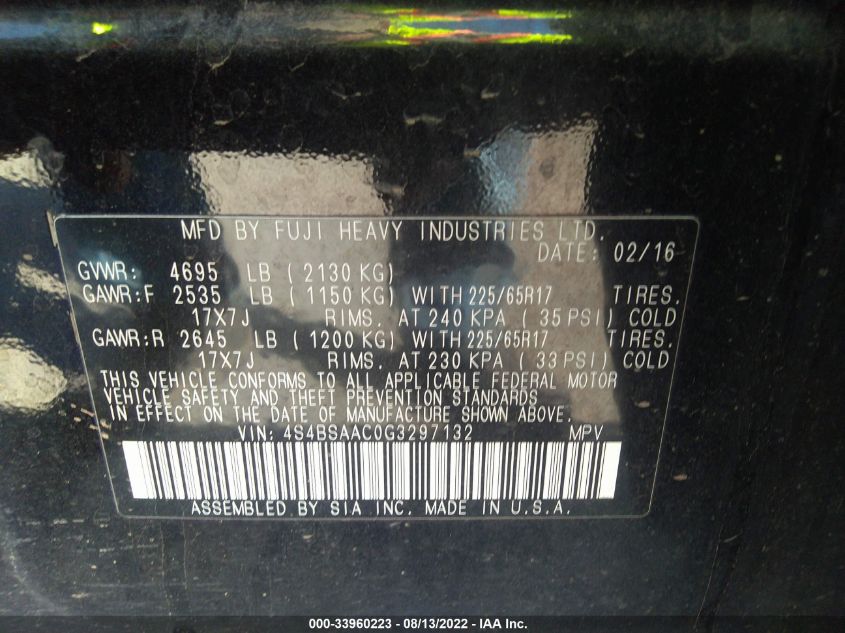 MFD BY FUJI HEAVY INDUSTRIES LTD.
DATE: 02/16
GVWR: 4695 LB ( 2130 KG)
GAWR:F 2535 LB ( 1150 KG) WITH 225/65R17 TIRES.
17X7J RIMS. AT 240 KPA ( 35 PSI) COLD
GAWR:R 2645 LB ( 1200 KG) WITH 225/65R17 TIRES.
17X7J RIMS. AT 230 KPA ( 33 PSI) COLD
THIS VEHICLE CONFORMS TO ALL APPLICABLE FEDERAL MOTOR
VEHICLE SAFETY AND THEFT PREVENTION STANDARDS
IN EFFECT ON THE DATE OF MANUFACTURE SHOWN ABOVE.
VIN: 4S4BSAAC0G3297132 MPV
ASSEMBLED BY SIA INC. MADE IN U.S.A.
000-33960223 - 08/13/2022 - IAA Inc.